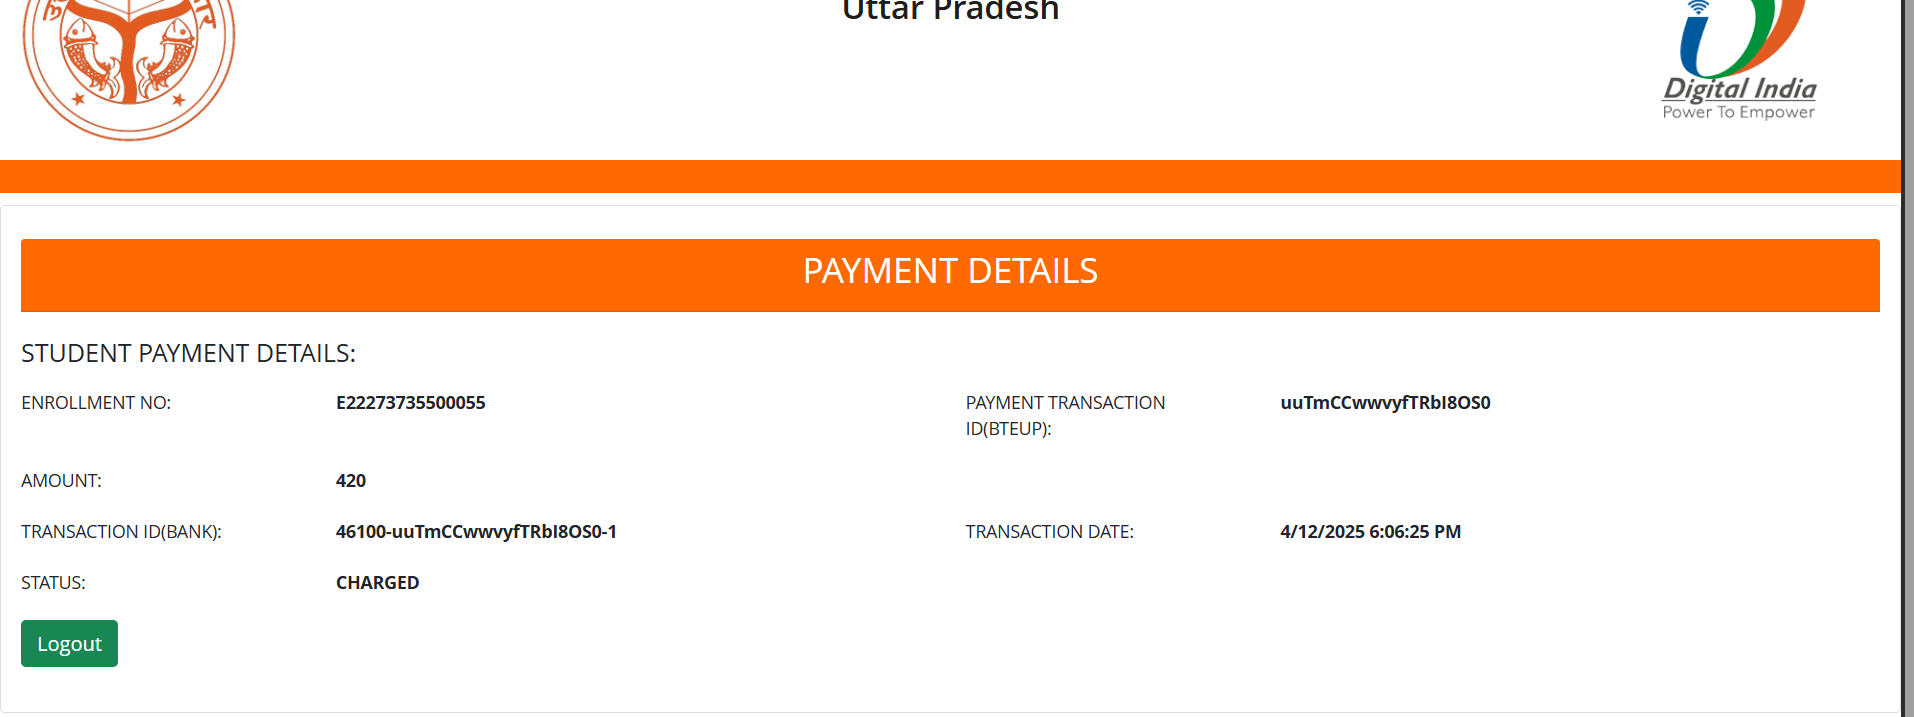 Uttar Pradesh
Digital India
Power To Empower
PAYMENT DETAILS
STUDENT PAYMENT DETAILS:
ENROLLMENT NO: E22273735500055 PAYMENT TRANSACTION ID(BTEUP): uuTmCCwwvyfTRbI8OS0
AMOUNT: 420
TRANSACTION ID(BANK): 46100-uuTmCCwwvyfTRbI8OS0-1 TRANSACTION DATE: 4/12/2025 6:06:25 PM
STATUS: CHARGED
Logout